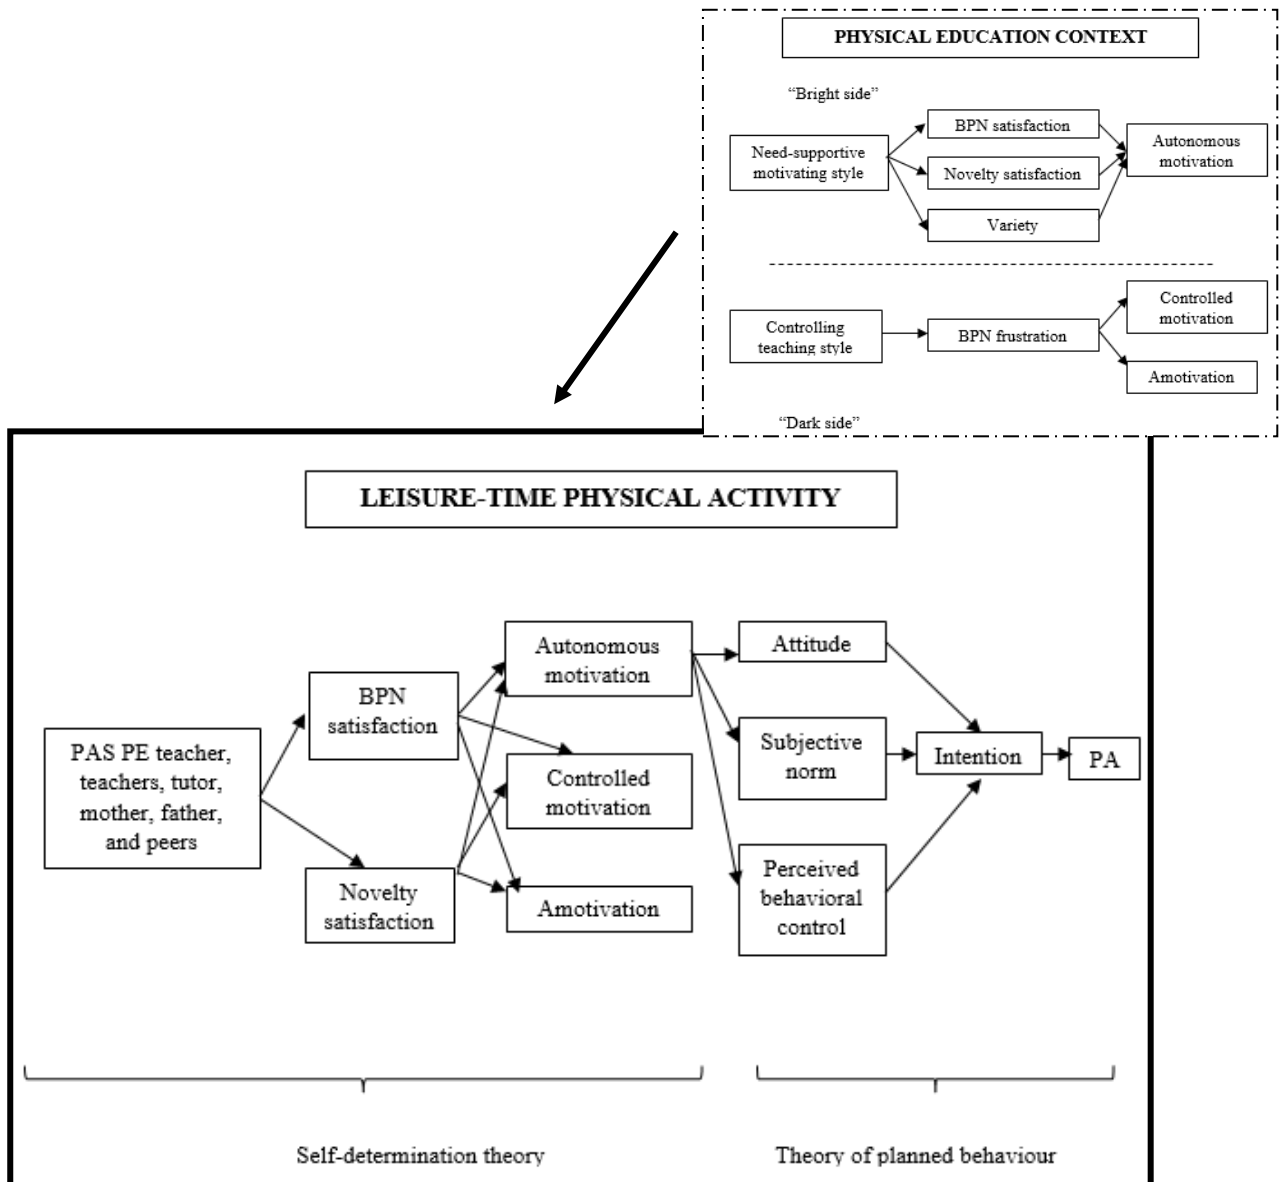 PHYSICAL EDUCATION CONTEXT
“Bright side”
Need-supportive
motivating style
BPN satisfaction
Novelty satisfaction
Variety
Autonomous
motivation
Controlling
teaching style
BPN frustration
Controlled
motivation
Amotivation
“Dark side”
LEISURE-TIME PHYSICAL ACTIVITY
PAS PE teacher,
teachers, tutor,
mother, father,
and peers
BPN
satisfaction
Novelty
satisfaction
Autonomous
motivation
Controlled
motivation
Amotivation
Attitude
Subjective
norm
Perceived
behavioral
control
Intention
PA
Self-determination theory
Theory of planned behaviour